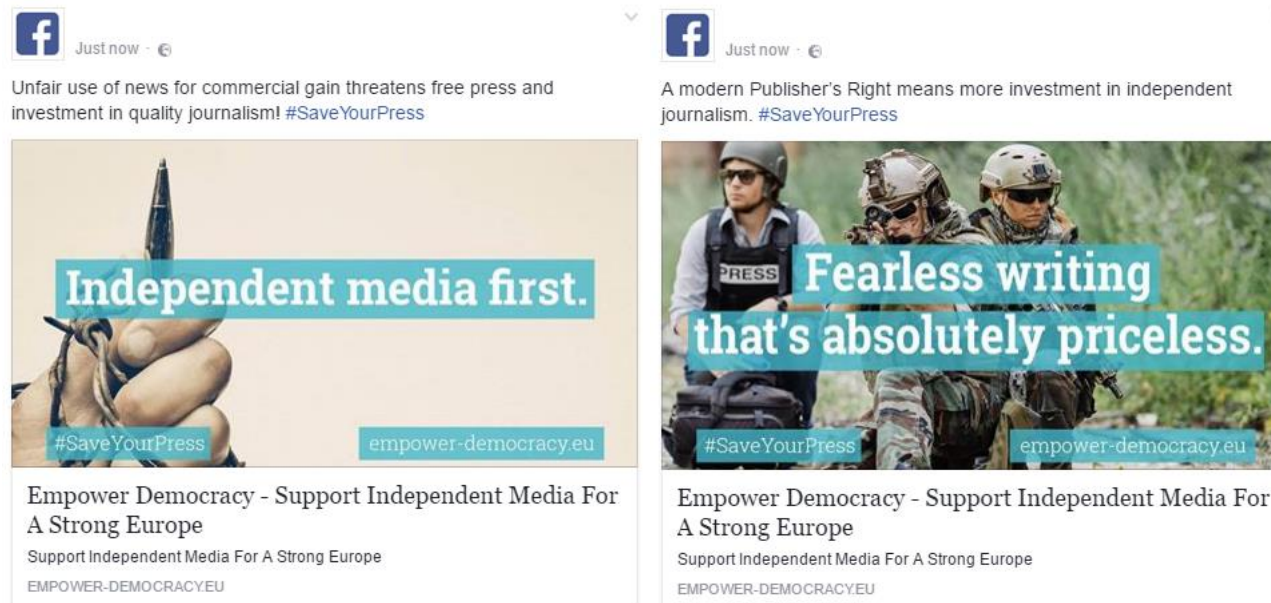 Just now
Unfair use of news for commercial gain threatens free press and
investment in quality journalism! #SaveYourPress
Independent media first.
#SaveYourPress
empower-democracy.eu
Empower Democracy - Support Independent Media For
A Strong Europe
Support Independent Media For A Strong Europe
EMPOWER-DEMOCRACY.EU
Just now
A modern Publisher's Right means more investment in independent
journalism. #SaveYourPress
PRESS
Fearless writing
that's absolutely priceless.
#SaveYourPress
empower-democracy.eu
Empower Democracy - Support Independent Media For
A Strong Europe
Support Independent Media For A Strong Europe
EMPOWER-DEMOCRACY.EU